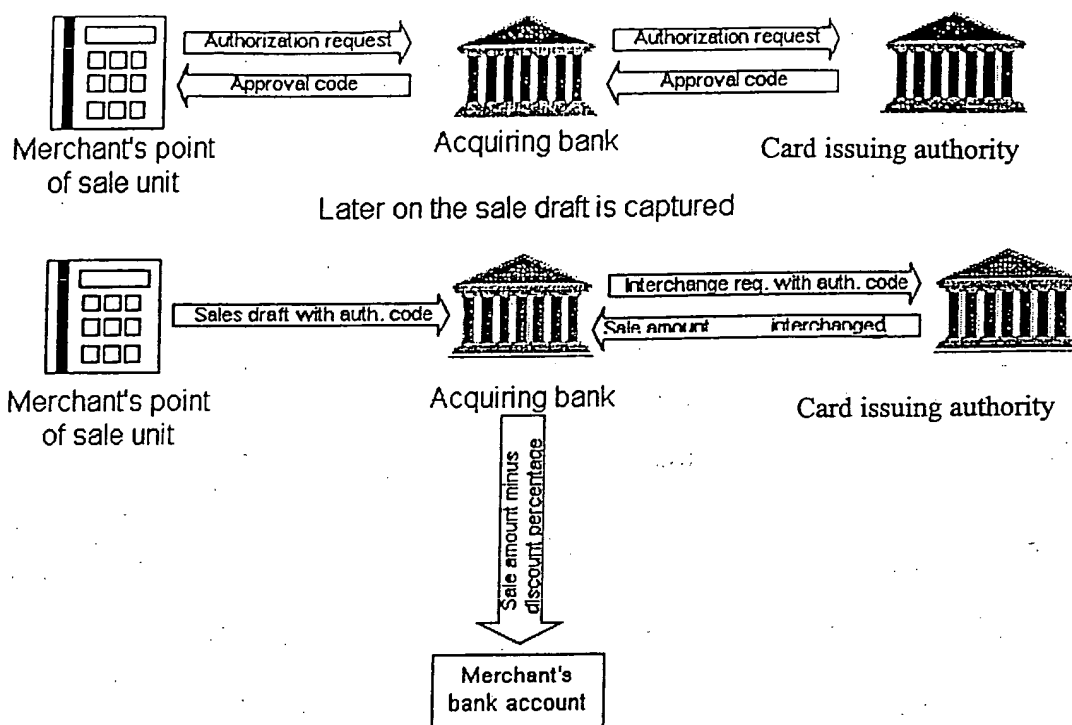 Authorization request
Authorization request
Approval code
Approval code
Merchant's point
of sale unit
Acquiring bank
Card issuing authority
Later on the sale draft is captured
Sales draft with auth. code
Interchange req. with auth. code
Sale amount interchanged
Merchant's point
of sale unit
Acquiring bank
Card issuing authority
Sale amount minus
discount percentage
Merchant's
bank account